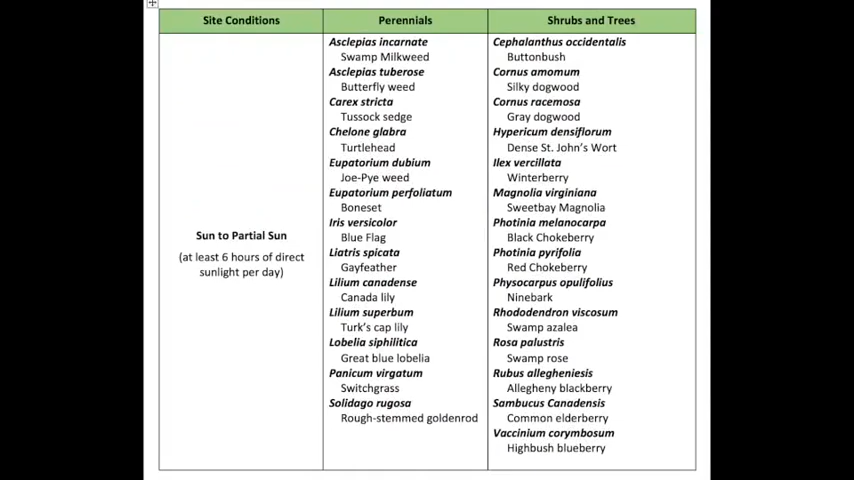 Site Conditions
Perennials
Shrubs and Trees
Sun to Partial Sun
(at least 6 hours of direct
sunlight per day)
Asclepias incarnate
Swamp Milkweed
Asclepias tuberose
Butterfly weed
Carex stricta
Tussock sedge
Chelone glabra
Turtlehead
Eupatorium dubium
Joe-Pye weed
Eupatorium perfoliatum
Boneset
Iris versicolor
Blue Flag
Liatris spicata
Gayfeather
Lilium canadense
Canada lily
Lilium superbum
Turk's cap lily
Lobelia siphilitica
Great blue lobelia
Panicum virgatum
Switchgrass
Solidago rugosa
Rough-stemmed goldenrod
Cephalanthus occidentalis
Buttonbush
Cornus amomum
Silky dogwood
Cornus racemosa
Gray dogwood
Hypericum densiflorum
Dense St. John's Wort
Ilex vercillata
Winterberry
Magnolia virginiana
Sweetbay Magnolia
Photinia melanocarpa
Black Chokeberry
Photinia pyrifolia
Red Chokeberry
Physocarpus opulifolius
Ninebark
Rhododendron viscosum
Swamp azalea
Rosa palustris
Swamp rose
Rubus allegheniesis
Allegheny blackberry
Sambucus Canadensis
Common elderberry
Vaccinium corymbosum
Highbush blueberry